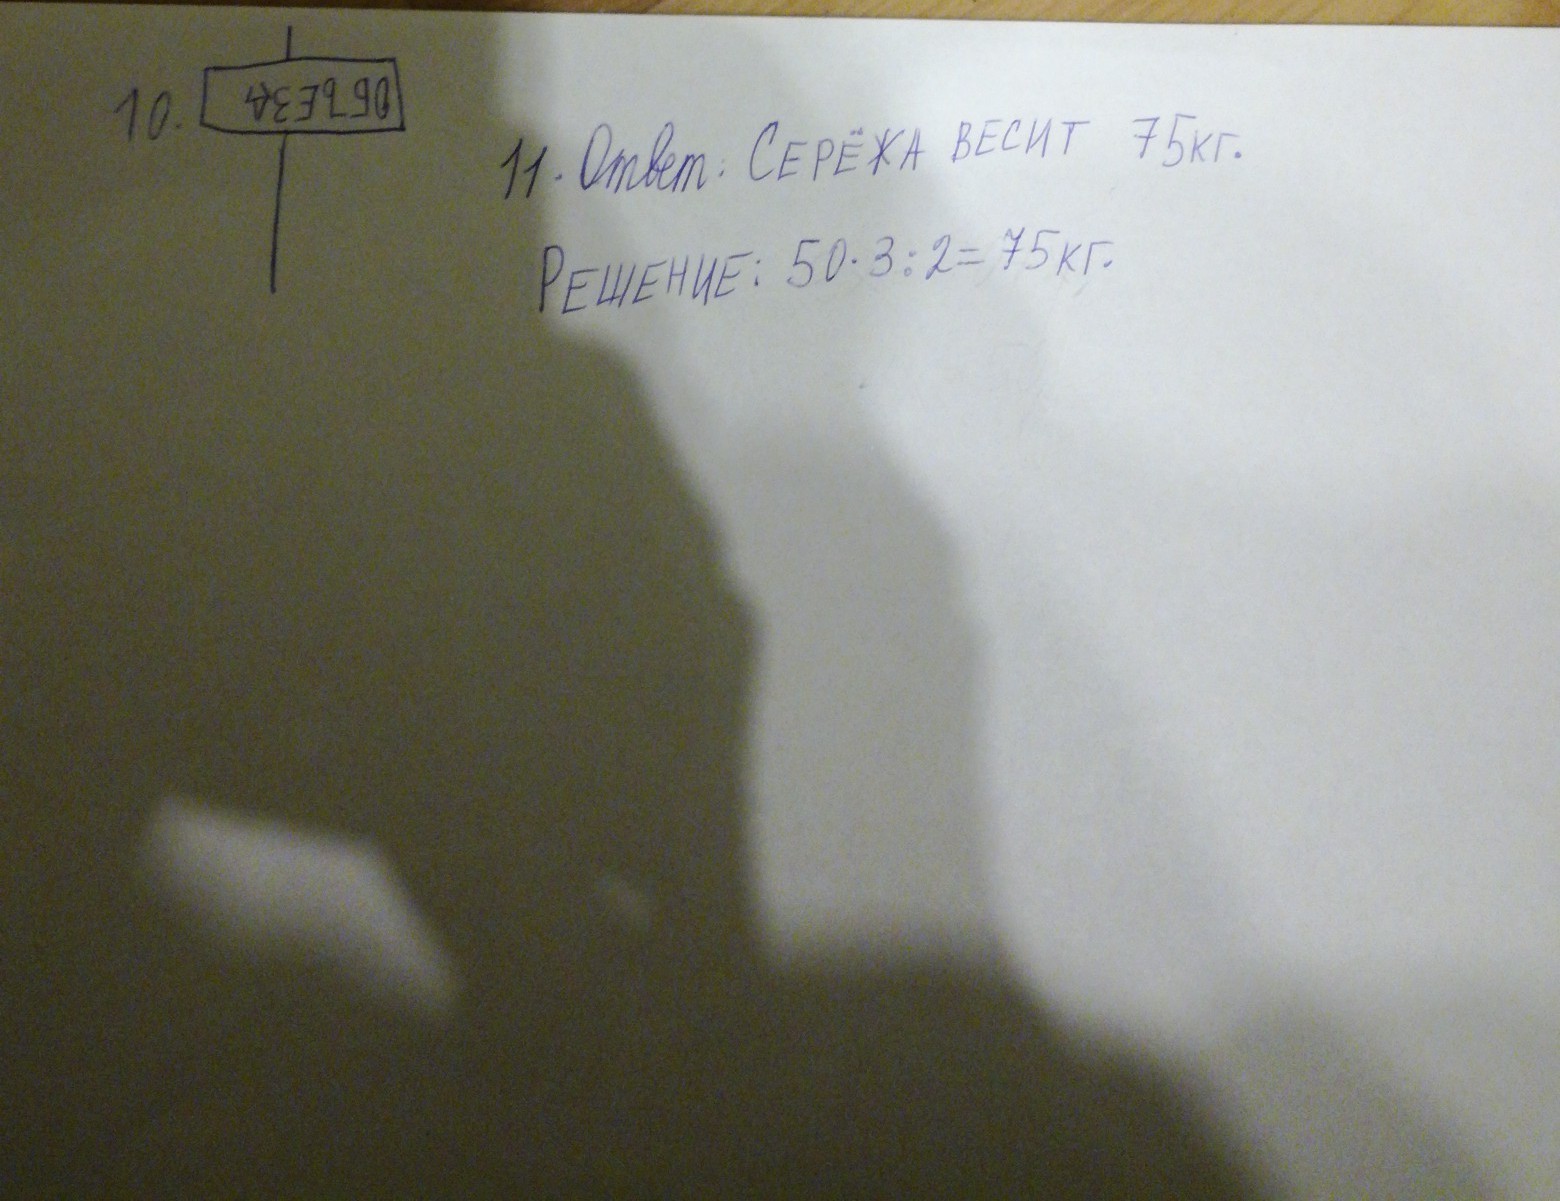 10. ОБЪЕЗД
11. Ответ: СЕРЁЖА ВЕСИТ 75кг.
РЕШЕНИЕ: 50·3:2=75кг.